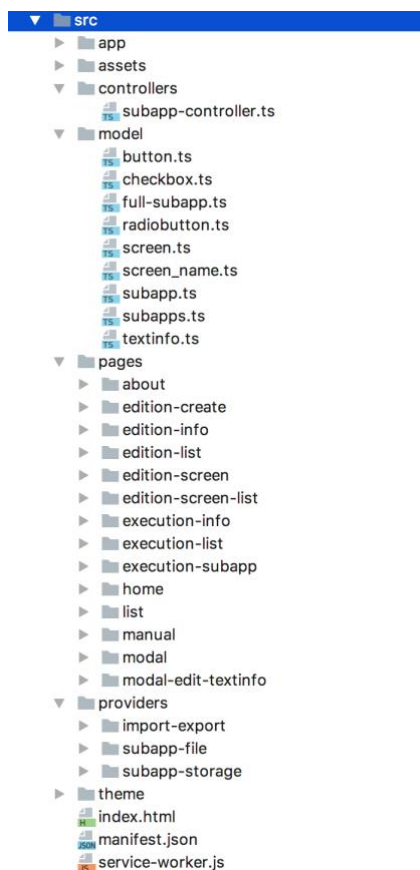 src
app
assets
controllers
subapp-controller.ts
model
button.ts
checkbox.ts
full-subapp.ts
radiobutton.ts
screen.ts
screen_name.ts
subapp.ts
subapps.ts
textinfo.ts
pages
about
edition-create
edition-info
edition-list
edition-screen
edition-screen-list
execution-info
execution-list
execution-subapp
home
list
manual
modal
modal-edit-textinfo
providers
import-export
subapp-file
subapp-storage
theme
index.html
manifest.json
service-worker.js